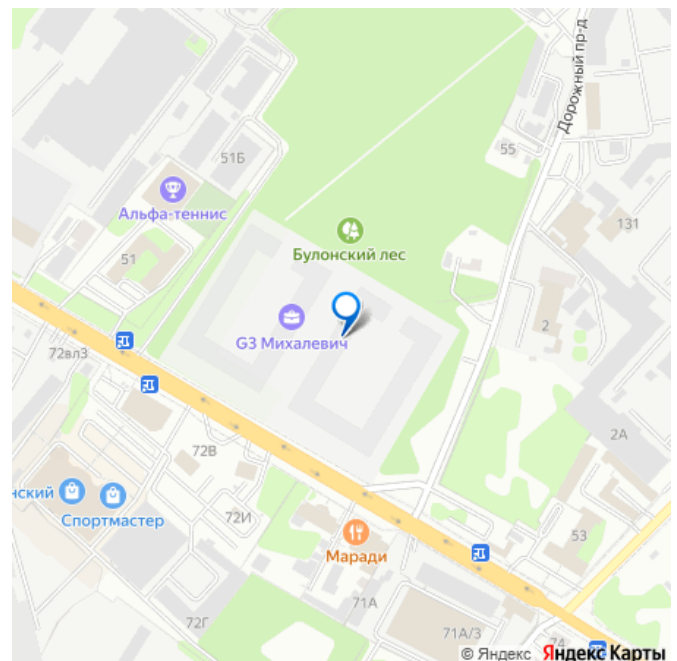 Дорожный пр-д
55
51Б
Альфа-теннис
131
Булонский лес
51
2
G3 Михалевич
72вл3
2А
72В
нский
Спортмастер
72И
53
Маради
71А
72Г
71А/3
74
© Яндекс Яндекс Карты